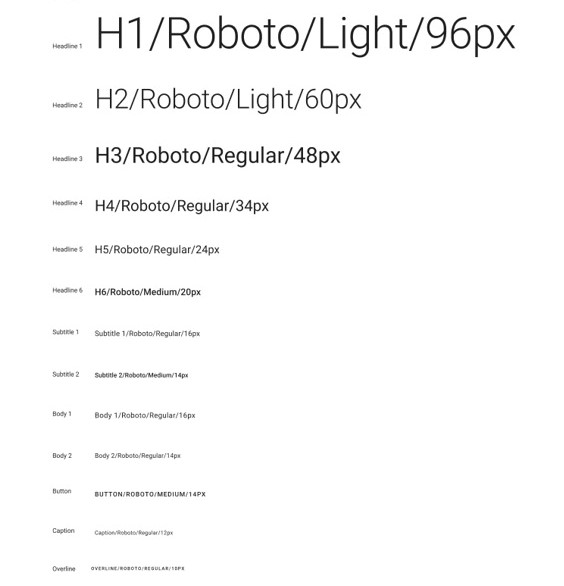 Headline 1 H1/Roboto/Light/96px
Headline 2 H2/Roboto/Light/60px
Headline 3 H3/Roboto/Regular/48px
Headline 4 H4/Roboto/Regular/34px
Headline 5 H5/Roboto/Regular/24px
Headline 6 H6/Roboto/Medium/20px
Subtitle 1 Subtitle 1/Roboto/Regular/16px
Subtitle 2 Subtitle 2/Roboto/Medium/14px
Body 1 Body 1/Roboto/Regular/16px
Body 2 Body 2/Roboto/Regular/14px
Button BUTTON/ROBOTO/MEDIUM/14PX
Caption Caption/Roboto/Regular/12px
Overline OVERLINE/ROBOTO/REGULAR/10PX